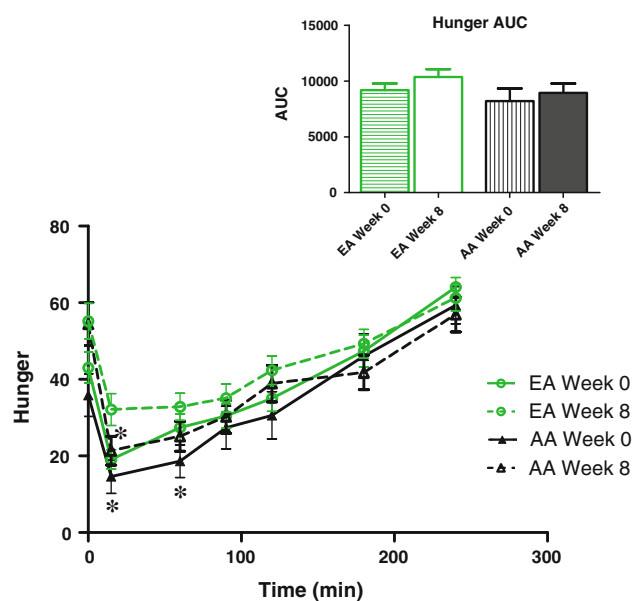 Hunger AUC
AUC
15000
10000
5000
0
EA Week 0
EA Week 8
AA Week 0
AA Week 8
Hunger
80
60
40
20
0
*
*
*
0
100
200
300
Time (min)
EA Week 0
EA Week 8
AA Week 0
AA Week 8